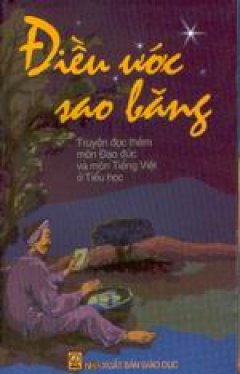 Điều ước
sao băng
Truyện đọc thêm
môn Đạo đức
và môn Tiếng Việt
ở Tiểu học
NHÀ XUẤT BẢN GIÁO DỤC